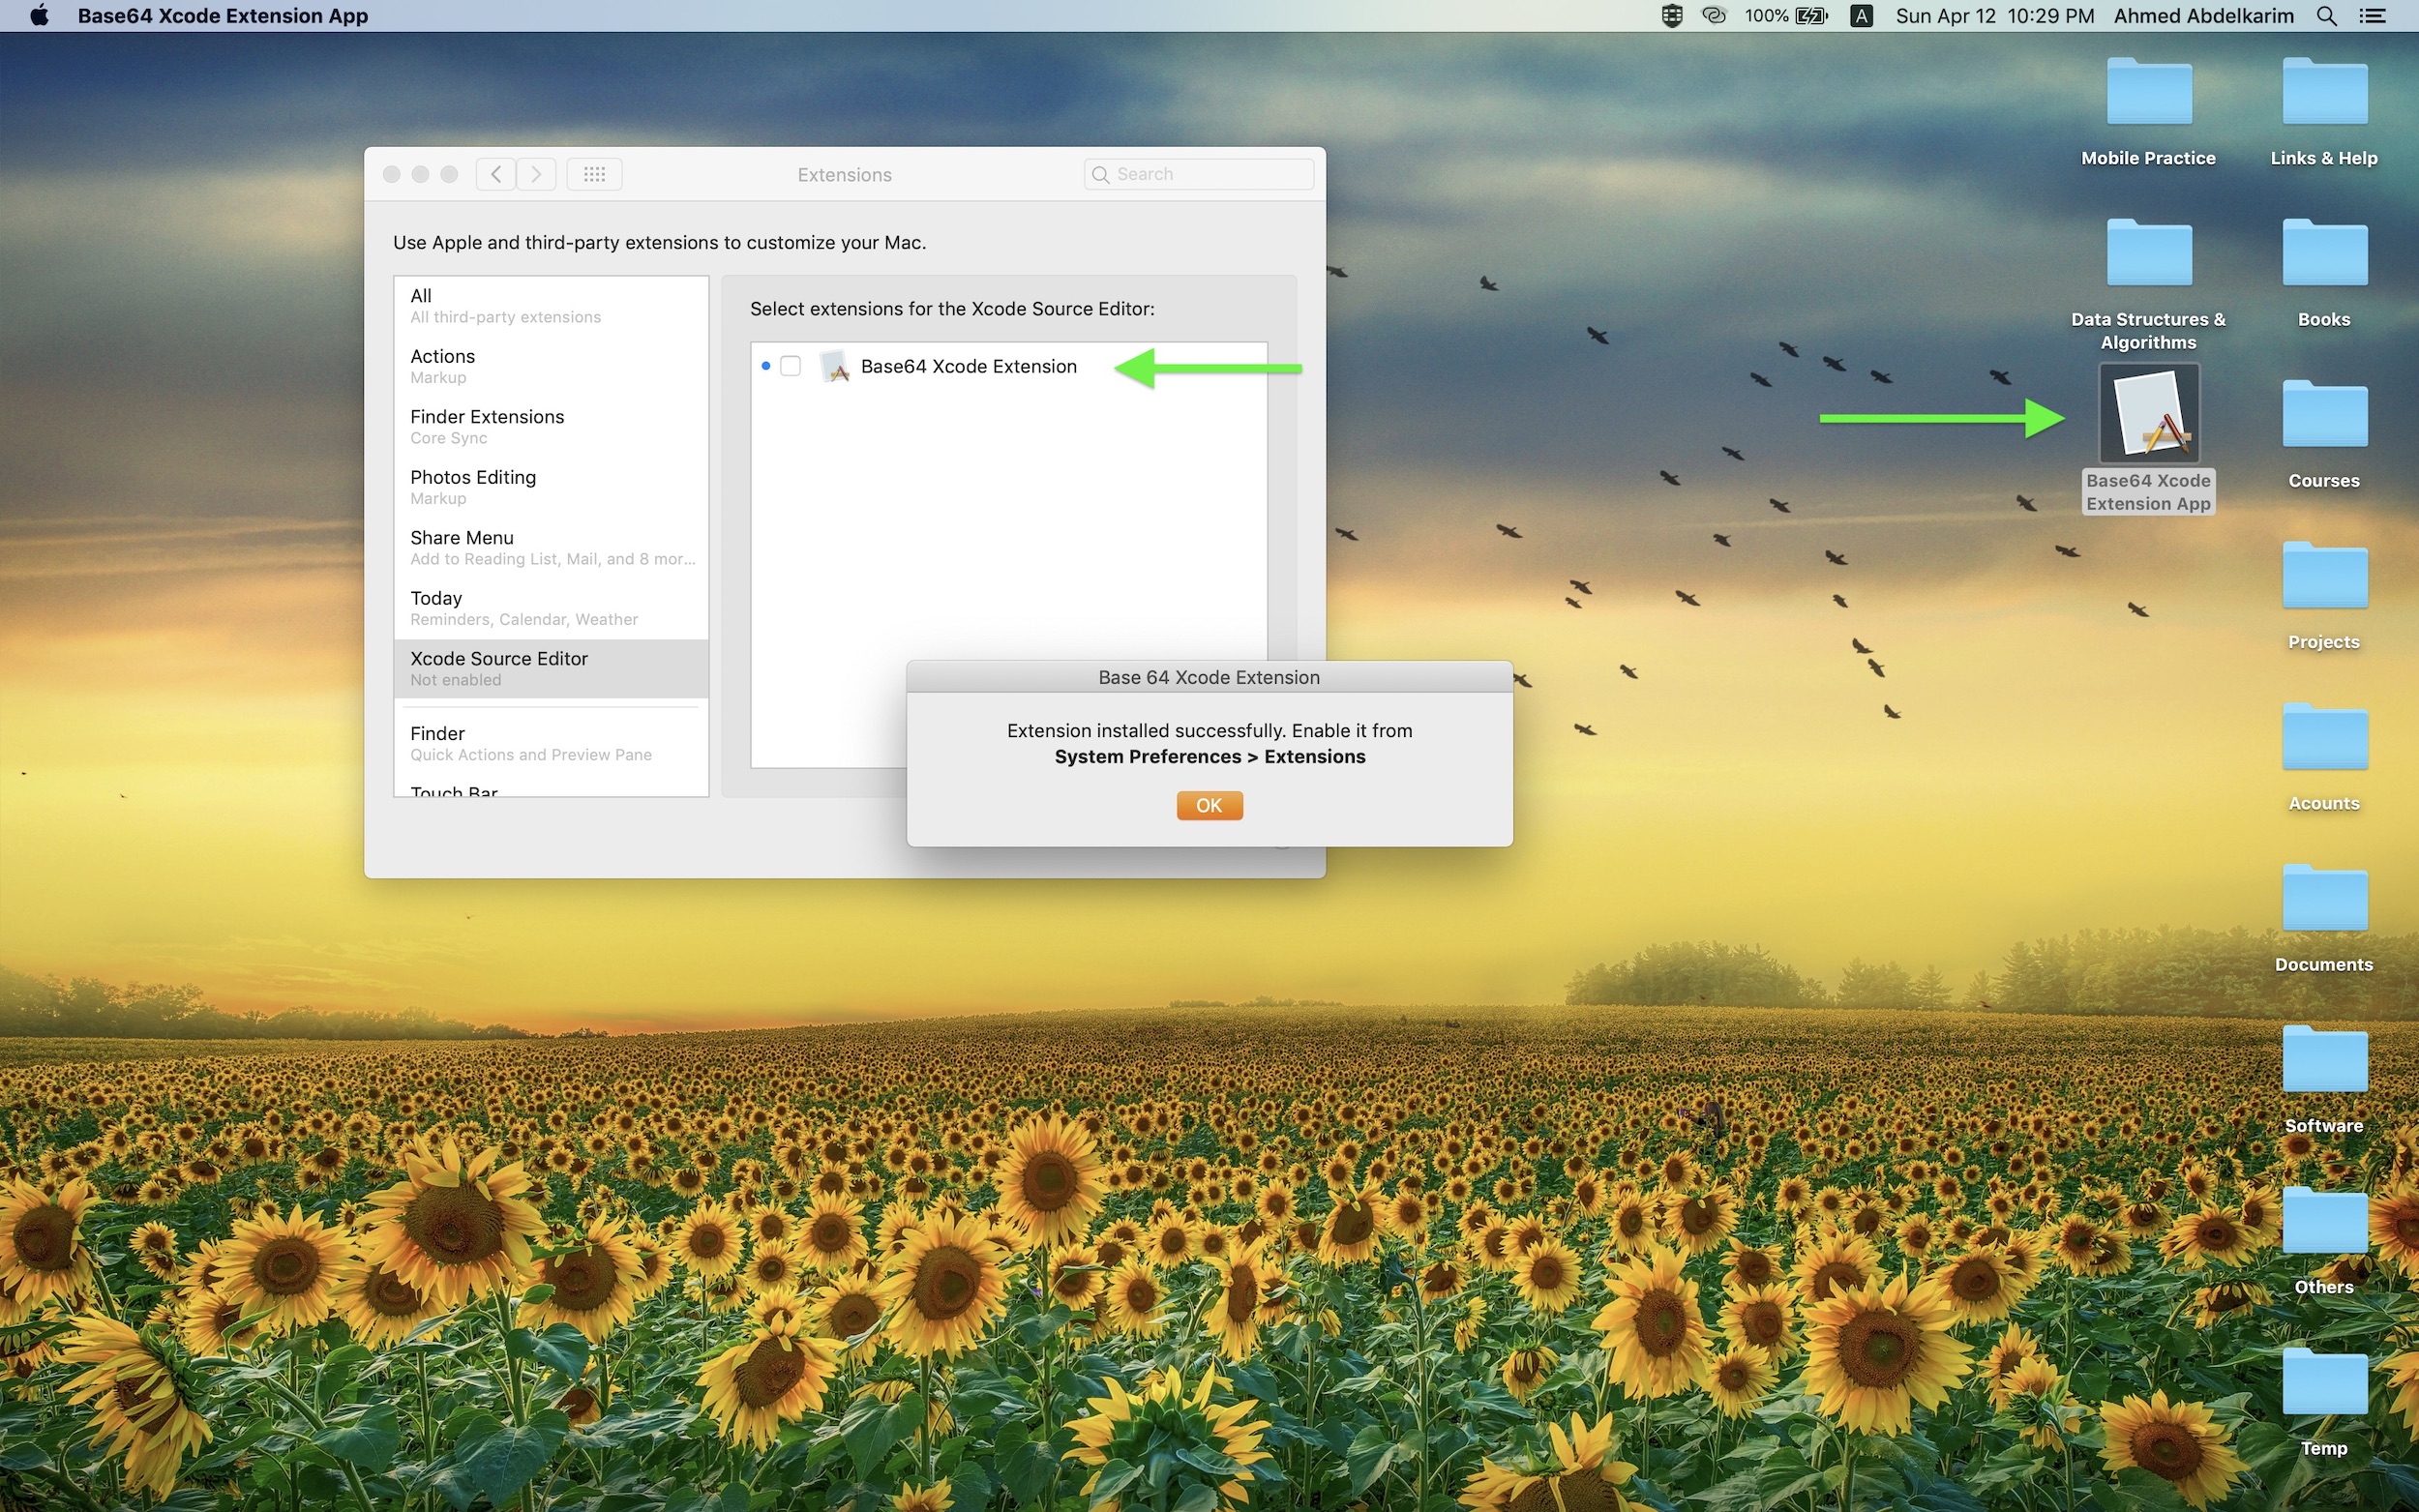 Base64 Xcode Extension App
100%
A
Sun Apr 12 10:29 PM
Ahmed Abdelkarim
Extensions
Search
Use Apple and third-party extensions to customize your Mac.
All
All third-party extensions
Actions
Markup
Finder Extensions
Core Sync
Photos Editing
Markup
Share Menu
Add to Reading List, Mail, and 8 mor...
Today
Reminders, Calendar, Weather
Xcode Source Editor
Not enabled
Finder
Quick Actions and Preview Pane
Touch Bar
Select extensions for the Xcode Source Editor:
Base64 Xcode Extension
Base 64 Xcode Extension
Extension installed successfully. Enable it from
System Preferences > Extensions
OK
Mobile Practice
Links & Help
Data Structures &
Algorithms
Books
Base64 Xcode
Extension App
Courses
Projects
Acounts
Documents
Software
Others
Temp